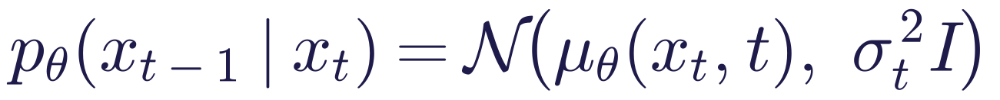 p_θ(x_{t−1} | x_t) = 𝒩(μ_θ(x_t, t), σ_t^2 I)